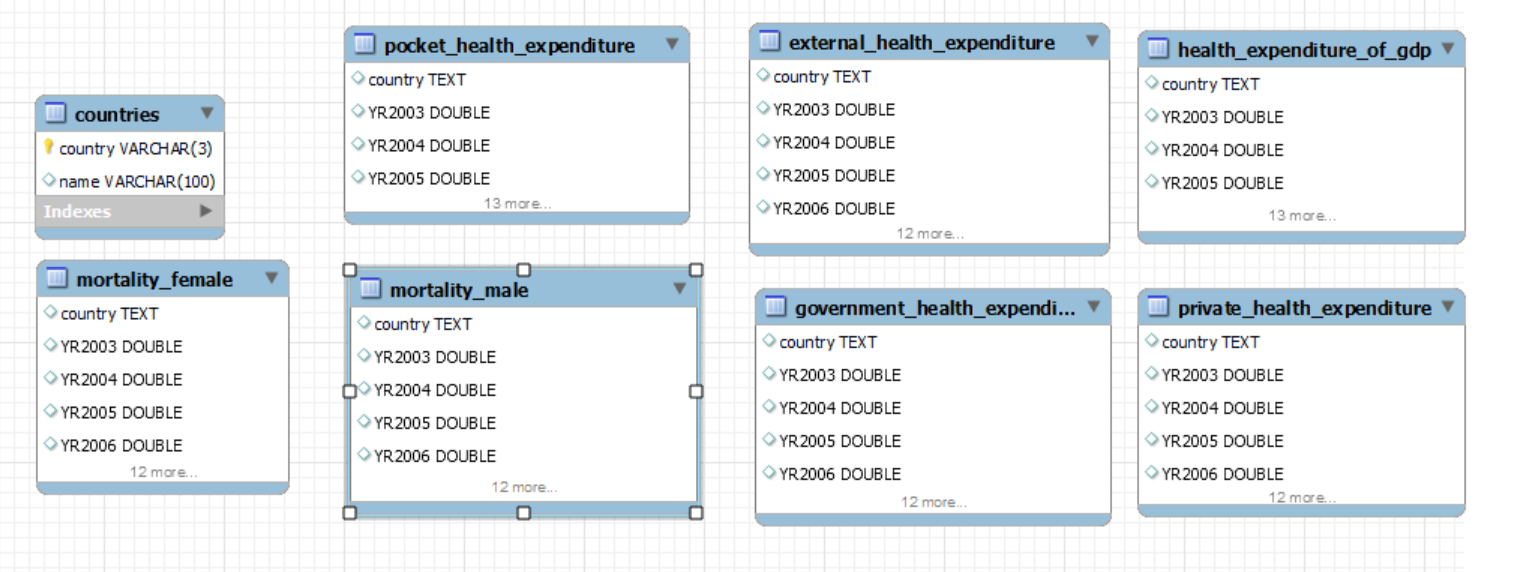 countries
country VARCHAR(3)
name VARCHAR(100)
Indexes
pocket_health_expenditure
country TEXT
YR2003 DOUBLE
YR2004 DOUBLE
YR2005 DOUBLE
13 more...
external_health_expenditure
country TEXT
YR2003 DOUBLE
YR2004 DOUBLE
YR2005 DOUBLE
YR2006 DOUBLE
12 more...
health_expenditure_of_gdp
country TEXT
YR2003 DOUBLE
YR2004 DOUBLE
YR2005 DOUBLE
13 more...
mortality_female
country TEXT
YR2003 DOUBLE
YR2004 DOUBLE
YR2005 DOUBLE
YR2006 DOUBLE
12 more...
mortality_male
country TEXT
YR2003 DOUBLE
YR2004 DOUBLE
YR2005 DOUBLE
YR2006 DOUBLE
12 more...
government_health_expendi...
country TEXT
YR2003 DOUBLE
YR2004 DOUBLE
YR2005 DOUBLE
YR2006 DOUBLE
12 more...
private_health_expenditure
country TEXT
YR2003 DOUBLE
YR2004 DOUBLE
YR2005 DOUBLE
YR2006 DOUBLE
12 more...